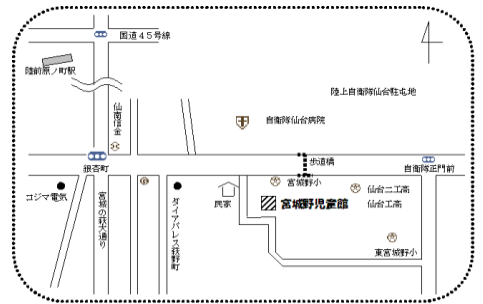 国道45号線
陸前原ノ町駅
仙南信金
陸上自衛隊仙台駐屯地
自衛隊仙台病院
歩道橋
銀杏町
自衛隊正門前
宮城野小
コジマ電気
宮城の萩大通り
ダイアパレス萩野町
民家
宮城野児童館
仙台二工高
仙台工高
東宮城野小